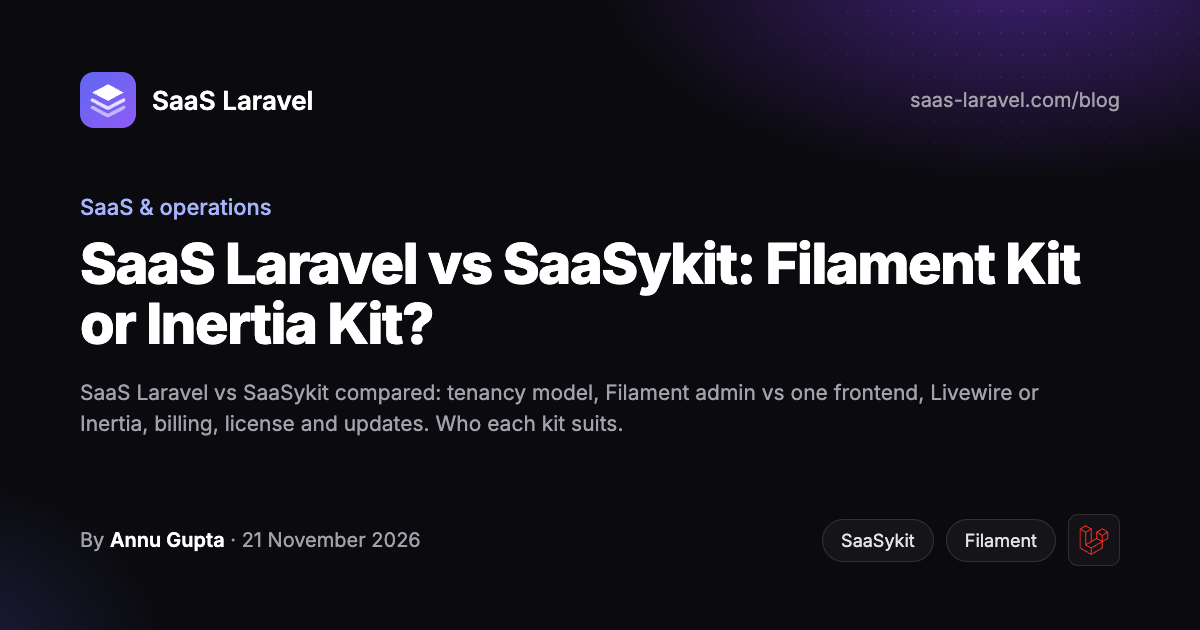 SaaS Laravel
saas-laravel.com/blog
SaaS & operations
SaaS Laravel vs SaaSykit: Filament Kit
or Inertia Kit?
SaaS Laravel vs SaaSykit compared: tenancy model, Filament admin vs one frontend, Livewire or
Inertia, billing, license and updates. Who each kit suits.
By Annu Gupta · 21 November 2026
SaaSykit
Filament